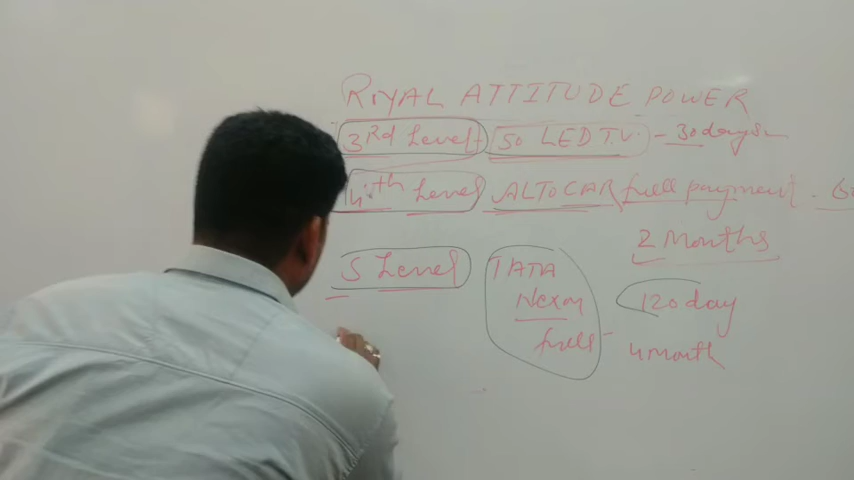 RIYAL ATTITUDE POWER
3rd Level 50 LED T.V. - 30 days
4th Level ALTO CAR full payment - 60
2 Months
5 Level TATA 
Nexon 120 day
full - 4 Month